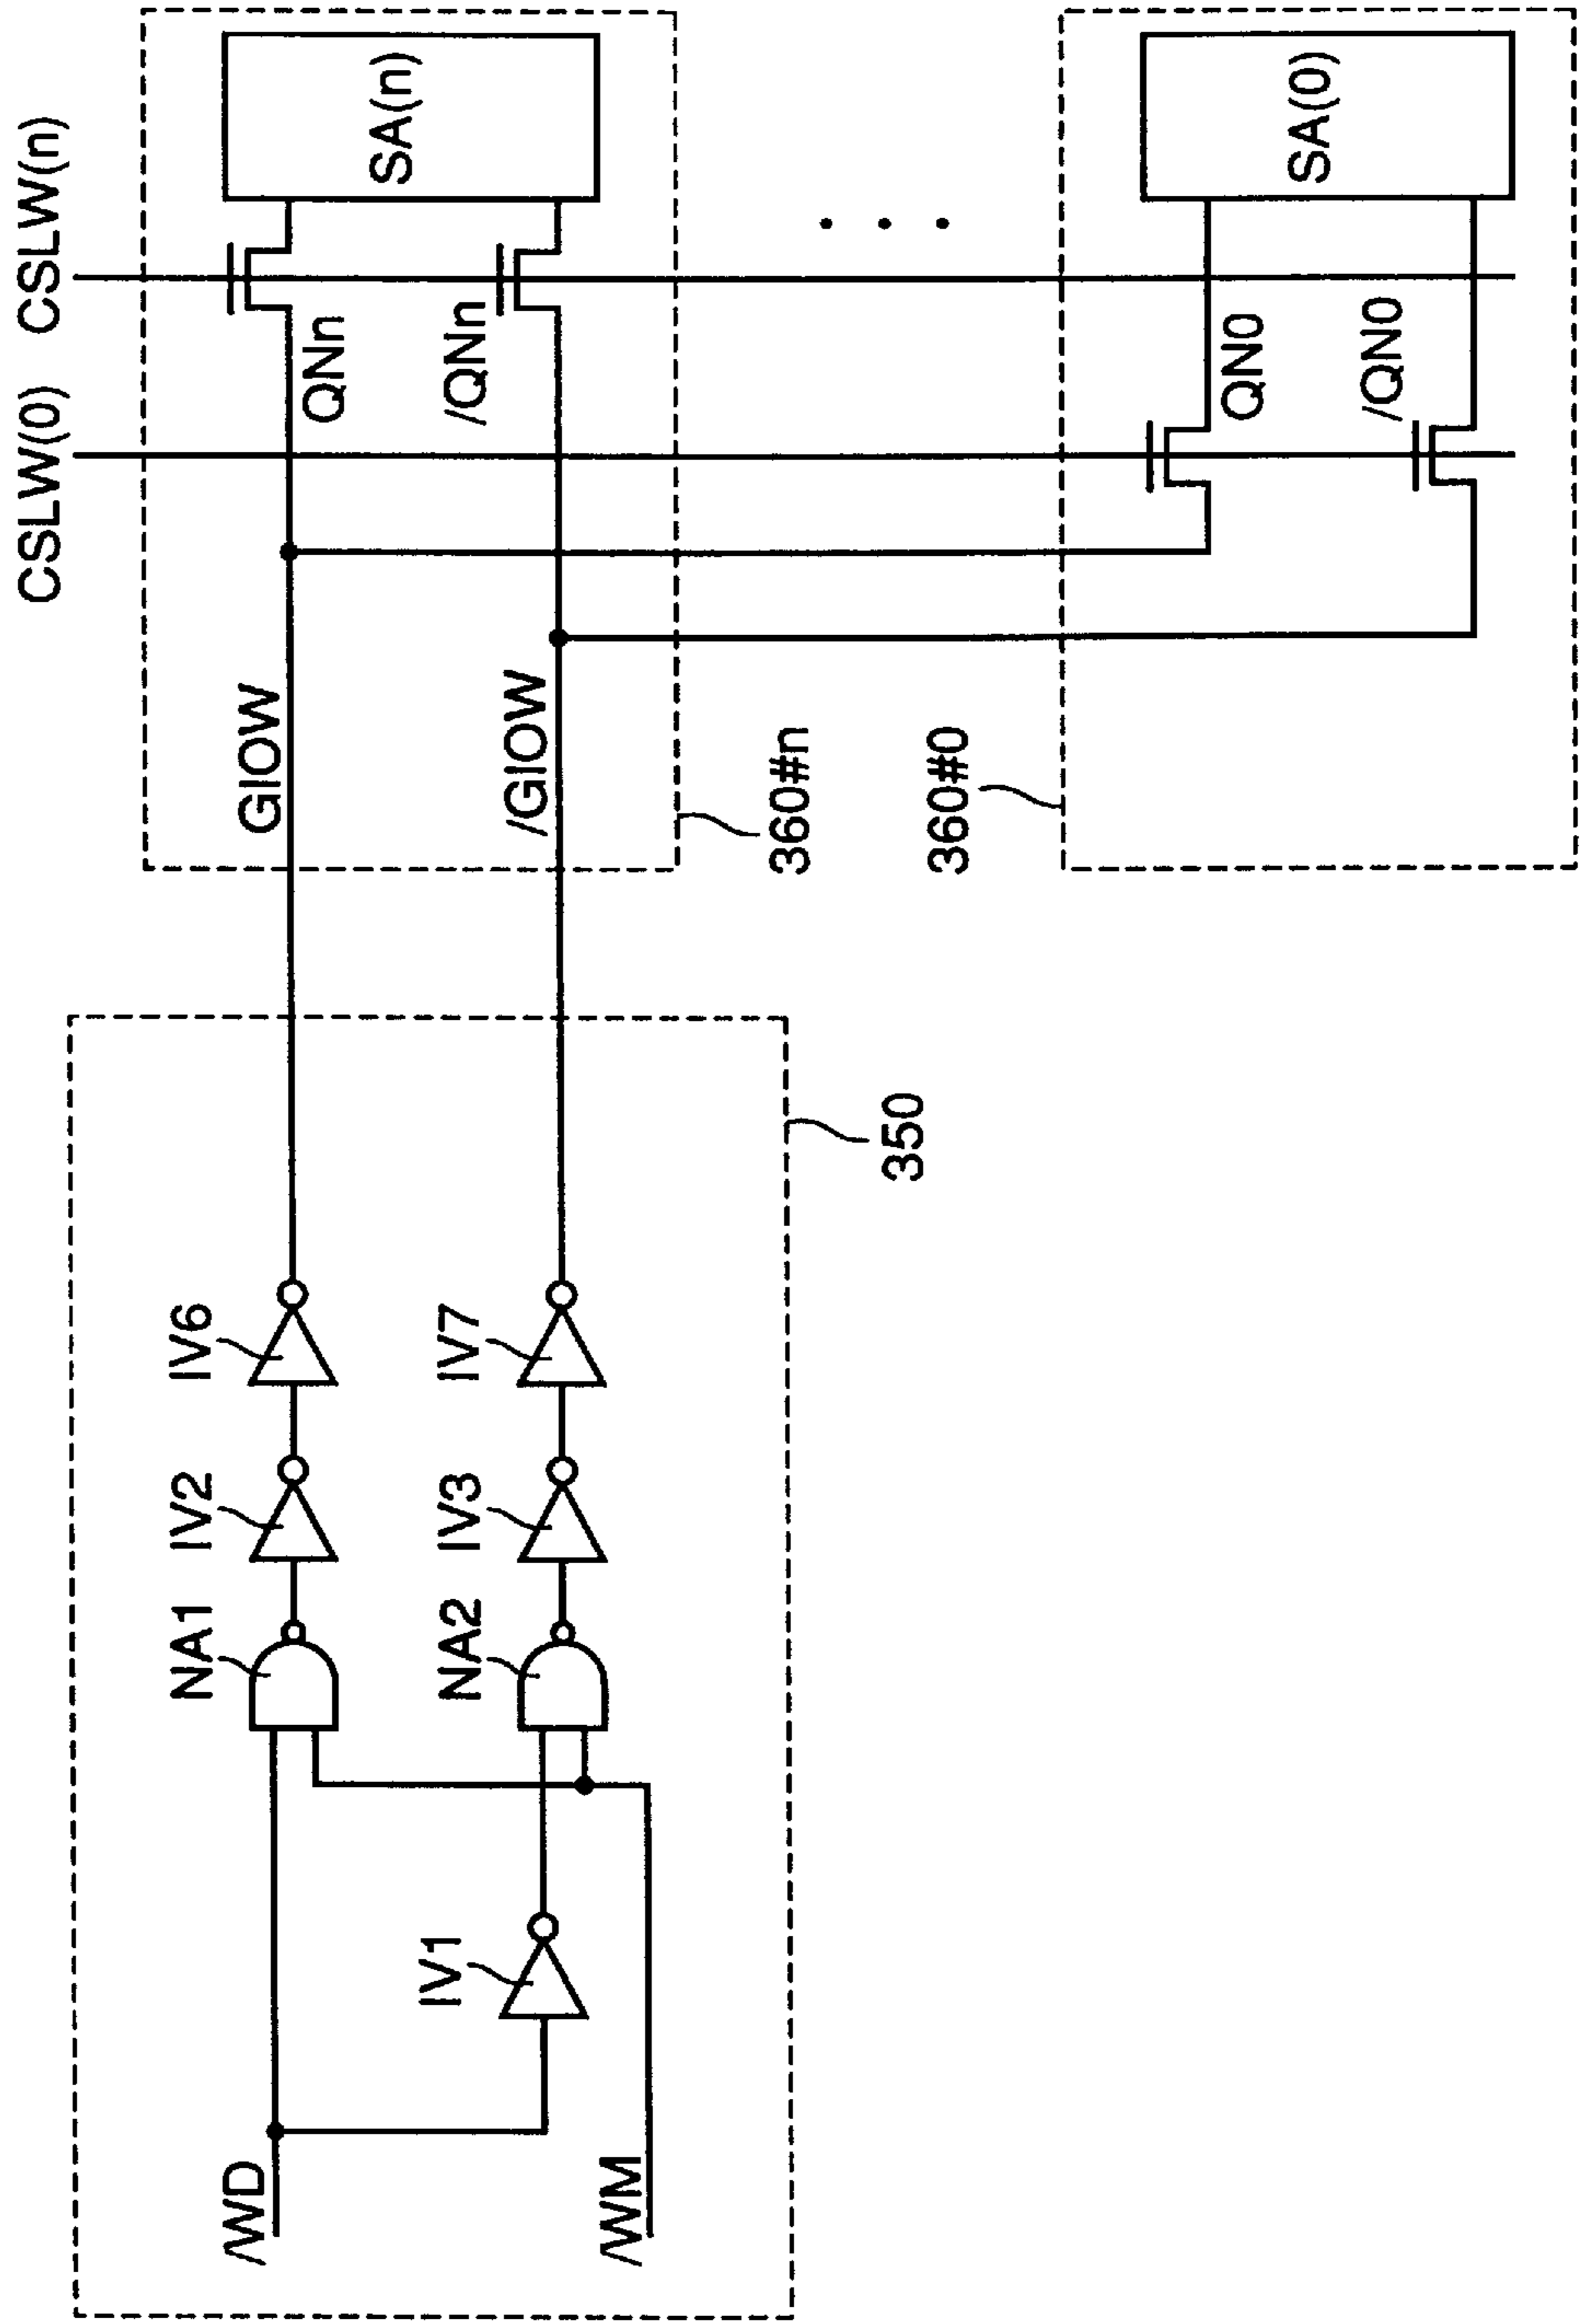 CSLW(0)
CSLW(n)
SA(n)
QNn
/QNn
GIOW
/GIOW
360#n
SA(0)
QN0
/QN0
360#0
IV6
IV7
IV2
IV3
NA1
NA2
IV1
/WD
/WM
350